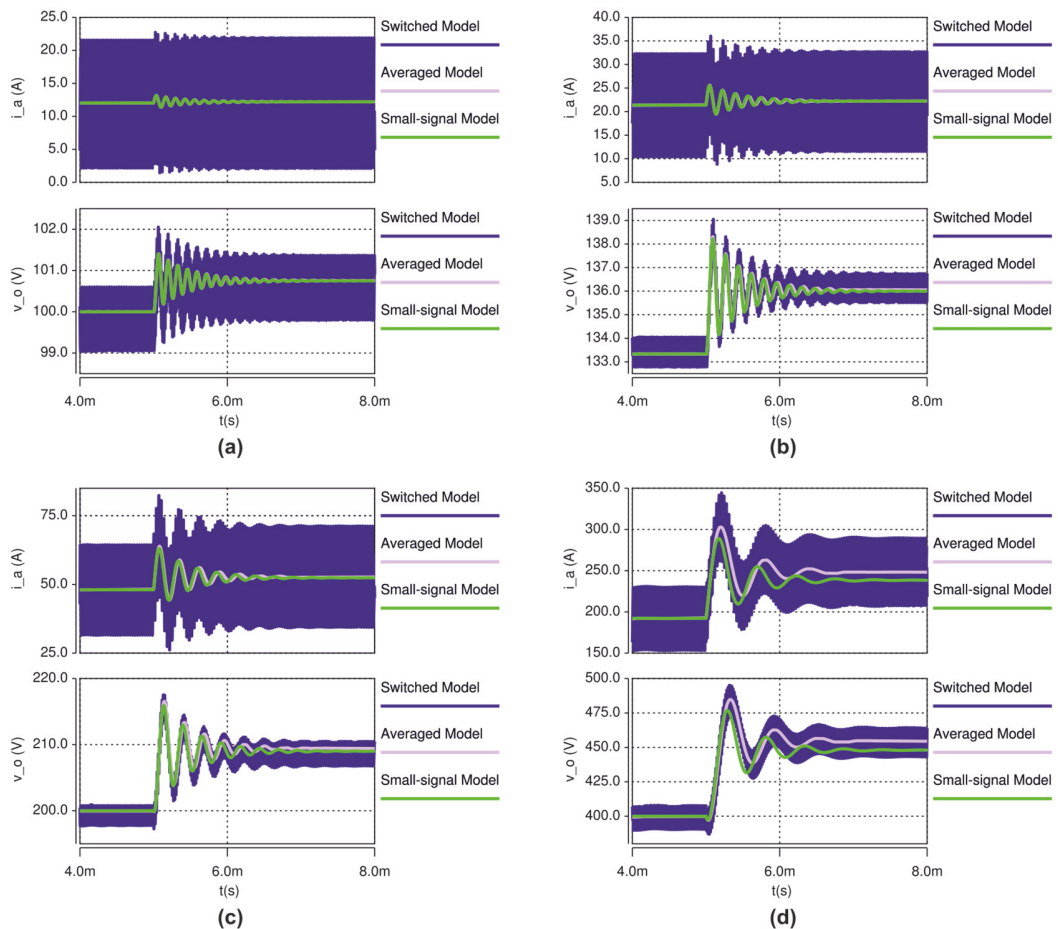 25.0
20.0
15.0
10.0
5.0
0.0
i_a (A)
Switched Model
Averaged Model
Small-signal Model
102.0
101.0
100.0
99.0
v_o (V)
Switched Model
Averaged Model
Small-signal Model
4.0m
6.0m
8.0m
t(s)
(a)
40.0
35.0
30.0
25.0
20.0
15.0
10.0
5.0
i_a (A)
Switched Model
Averaged Model
Small-signal Model
139.0
138.0
137.0
136.0
135.0
134.0
133.0
v_o (V)
Switched Model
Averaged Model
Small-signal Model
4.0m
6.0m
8.0m
t(s)
(b)
75.0
50.0
25.0
i_a (A)
Switched Model
Averaged Model
Small-signal Model
220.0
210.0
200.0
v_o (V)
Switched Model
Averaged Model
Small-signal Model
4.0m
6.0m
8.0m
t(s)
(c)
350.0
300.0
250.0
200.0
150.0
i_a (A)
Switched Model
Averaged Model
Small-signal Model
500.0
475.0
450.0
425.0
400.0
v_o (V)
Switched Model
Averaged Model
Small-signal Model
4.0m
6.0m
8.0m
t(s)
(d)